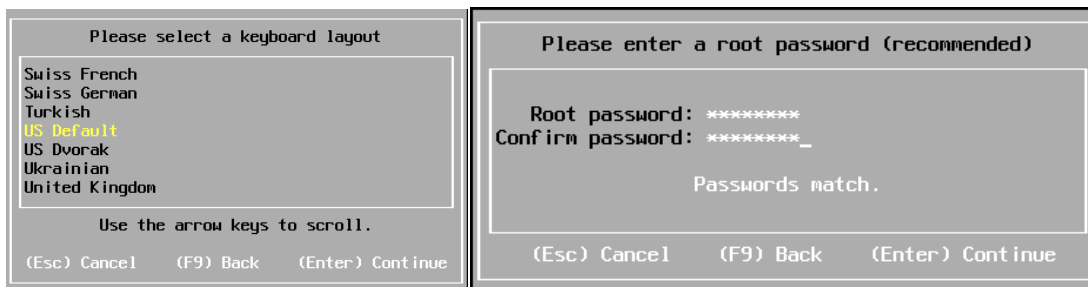 Please select a keyboard layout
Swiss French
Swiss German
Turkish
US Default
US Dvorak
Ukrainian
United Kingdom
Use the arrow keys to scroll.
(Esc) Cancel (F9) Back (Enter) Continue
Please enter a root password (recommended)
Root password: ********
Confirm password: ********_
Passwords match.
(Esc) Cancel (F9) Back (Enter) Continue